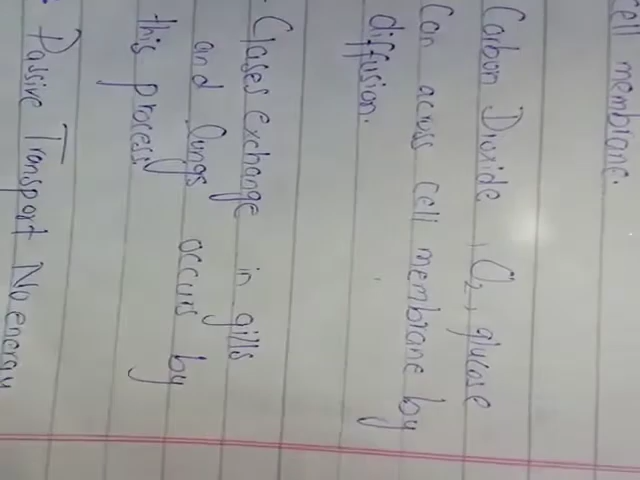 cell membrane.
Carbon Dioxide, O2, glucose
Can across cell membrane by
diffusion.
- Glases exchange in gills
and lungs occurs by
this process.
Passive Transport No energy